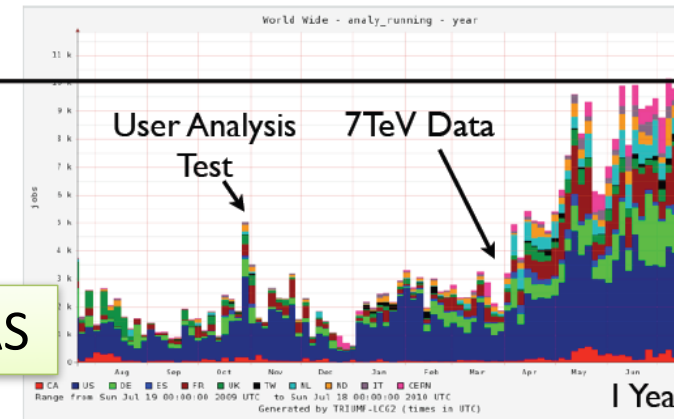 World Wide - analy_running - year
11 k
9 k
8 k
7 k
6 k
5 k
4 k
3 k
2 k
1 k
0
jobs
User Analysis
Test
7TeV Data
AS
Aug Sep Oct Nov Dec Jan Feb Mar Apr May Jun
CA US DE ES FR UK TW NL ND IT CERN
Range from Sun Jul 19 00:00:00 2009 UTC to Sun Jul 18 00:00:00 2010 UTC
Generated by TRIUMF-LCG2 (times in UTC)
1 Yea